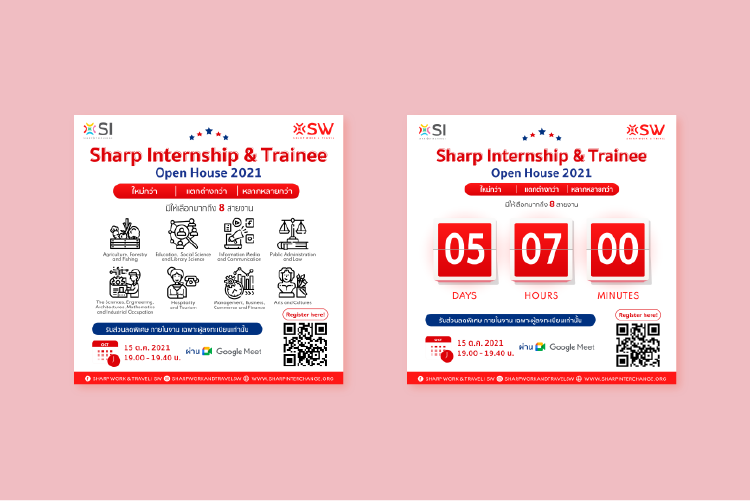 SI
SW
Sharp Internship & Trainee
Open House 2021
ใหม่กว่า | แตกต่างกว่า | หลากหลายกว่า
มีให้เลือกมากถึง 8 สายงาน
Agriculture, Forestry and Fishing
Education, Social Science and Library Science
Information Media and Communication
Public Administration and Law
The Sciences, Engineering, Architecture, Mathematics and Industrial Occupation
Hospitality and Tourism
Management, Business, Commerce and Finance
Arts and Cultures
Register here!
รับส่วนลดพิเศษ ภายในงาน เฉพาะผู้ลงทะเบียนเท่านั้น
OCT
15 ต.ค. 2021
19.00 - 19.40 น.
ผ่าน Google Meet
SHARP WORK & TRAVEL : SW SHARPWORKANDTRAVELSW WWW.SHARPINTERCHANGE.ORG
SI
SW
Sharp Internship & Trainee
Open House 2021
ใหม่กว่า | แตกต่างกว่า | หลากหลายกว่า
มีให้เลือกมากถึง 8 สายงาน
05 07 00
DAYS HOURS MINUTES
Register here!
รับส่วนลดพิเศษ ภายในงาน เฉพาะผู้ลงทะเบียนเท่านั้น
OCT
15 ต.ค. 2021
19.00 - 19.40 น.
ผ่าน Google Meet
SHARP WORK & TRAVEL : SW SHARPWORKANDTRAVELSW WWW.SHARPINTERCHANGE.ORG